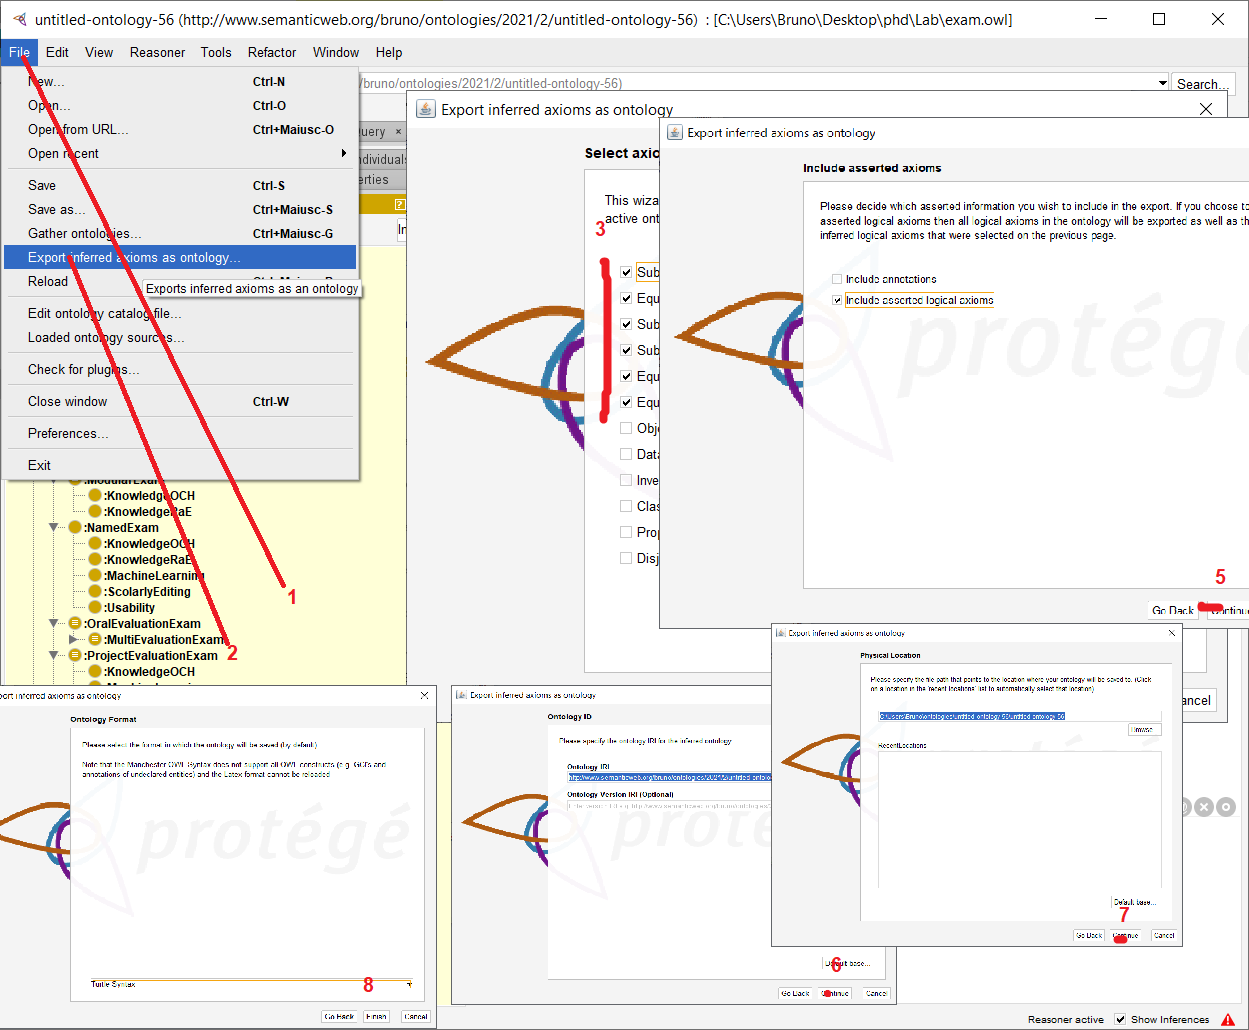 untitled-ontology-56 (http://www.semanticweb.org/bruno/ontologies/2021/2/untitled-ontology-56) : [C:\Users\Bruno\Desktop\phd\Lab\exam.owl]
File Edit View Reasoner Tools Refactor Window Help
New... Ctrl-N
Open... Ctrl-O
Open from URL... Ctrl+Maiusc-O
Open recent
Save Ctrl-S
Save as... Ctrl+Maiusc-S
Gather ontologies... Ctrl+Maiusc-G
Export inferred axioms as ontology...
Reload
Exports inferred axioms as an ontology
Edit ontology catalog file...
Loaded ontology sources...
Check for plugins...
Close window Ctrl-W
Preferences...
Exit
/bruno/ontologies/2021/2/untitled-ontology-56)
Search...
:KnowledgeOCH
:KnowledgeRaE
:NamedExam
:KnowledgeOCH
:KnowledgeRaE
:MachineLearning
:ScolarlyEditing
:Usability
:OralEvaluationExam
:MultiEvaluationExam
:ProjectEvaluationExam
:KnowledgeOCH
1
2
Export inferred axioms as ontology
Select axio
This wiza
active ont
3
Sub
Equ
Sub
Sub
Equ
Equ
Obje
Data
Inve
Clas
Prop
Disj
ancel
Export inferred axioms as ontology
Include asserted axioms
Please decide which asserted information you wish to include in the export. If you choose to
asserted logical axioms then all logical axioms in the ontology will be exported as well as th
inferred logical axioms that were selected on the previous page.
Include annotations
Include asserted logical axioms
protégé
5
Go Back Continue
Export inferred axioms as ontology
Physical Location
Please specify the file path that points to the location where your ontology will be saved to. (Click
on a location in the 'recent locations' list to automatically select that location)
C:\Users\Bruno\ontologies\untitled-ontology-56\untitled-ontology-56
Browse...
Recent Locations
Default base...
7
Go Back Continue Cancel
Export inferred axioms as ontology
Ontology ID
Please specify the ontology IRI for the inferred ontology
Ontology IRI
http://www.semanticweb.org/bruno/ontologies/2021/2/untitled-ontolo
Ontology Version IRI (Optional)
protégé
Default base...
6
Go Back Continue Cancel
port inferred axioms as ontology
Ontology Format
Please select the format in which the ontology will be saved (by default)
Note that the Manchester OWL Syntax does not support all OWL constructs (e.g. GCI's and
annotations of undeclared entities) and the Latex format cannot be reloaded
protégé
Turtle Syntax
8
Go Back Finish Cancel
Reasoner active Show Inferences